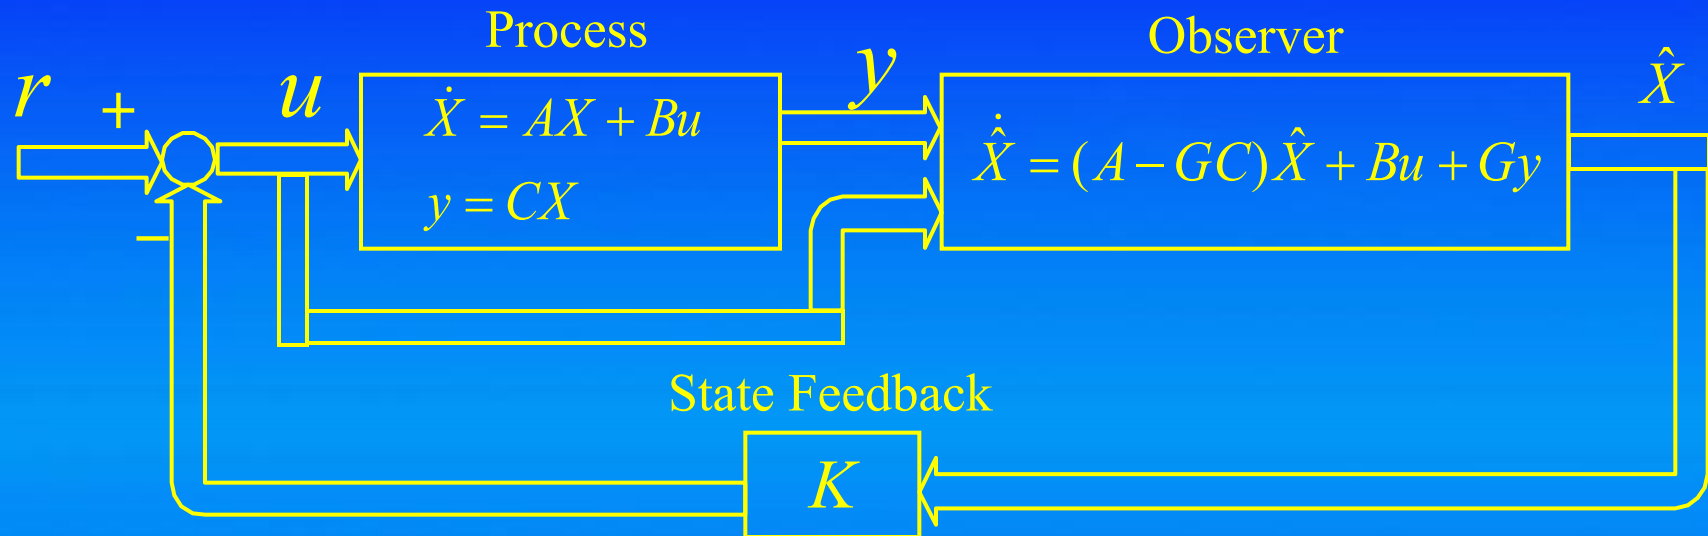 Process
Observer
r + u y X̂
Ẋ = AX + Bu
y = CX
X̂̇ = (A − GC)X̂ + Bu + Gy
−
State Feedback
K